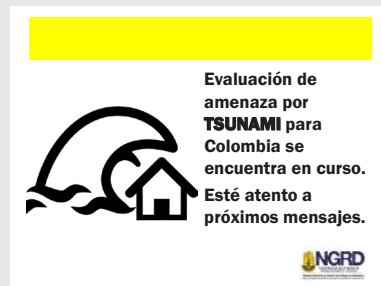 Evaluación de
amenaza por
TSUNAMI para
Colombia se
encuentra en curso.
Esté atento a
próximos mensajes.
NGRD